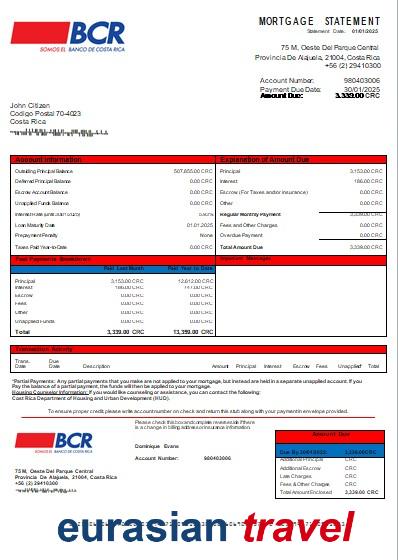 BCR
SOMOS EL BANCO DE COSTA RICA
MORTGAGE STATEMENT
Statement Date: 01/01/2025
75 M, Oeste Del Parque Central
Provincia De Alajuela, 21004, Costa Rica
+56 (2) 29410300
Account Number: 980403006
Payment Due Date: 30/01/2025
Amount Due: 3,339.00 CRC
John Citizen
Codigo Postal 70-4023
Costa Rica
Account Information
Outstanding Principal Balance 507,655.00 CRC
Deferred Principal Balance 0.00 CRC
Escrow Account Balance 0.00 CRC
Unapplied Funds Balance 0.00 CRC
Interest Rate
Loan Maturity Date 01.01.2025
Prepayment Penalty None
Taxes Paid Year-to-Date 0.00 CRC
Explanation of Amount Due
Principal 3,153.00 CRC
Interest 186.00 CRC
Escrow (For Taxes and/or Insurance) 0.00 CRC
Other 0.00 CRC
Regular Monthly Payment 3,339.00 CRC
Fees and Other Charges 0.00 CRC
Overdue Payment 0.00 CRC
Total Amount Due 3,339.00 CRC
Past Payments Breakdown
Paid Last Month Paid Year to Date
Principal 3,153.00 CRC 12,612.00 CRC
Interest 186.00 CRC
Escrow 0.00 CRC 0.00 CRC
Fees 0.00 CRC 0.00 CRC
Other 0.00 CRC 0.00 CRC
Unapplied Funds 0.00 CRC 0.00 CRC
Total 3,339.00 CRC 13,359.00 CRC
Important Messages
Transaction Activity
Trans. Date Due Date Description Amount Principal Interest Escrow Fees Unapplied Total
*Partial Payments: Any partial payments that you make are not applied to your mortgage, but instead are held in a separate unapplied account. If you
Pay the balance of a partial payment, the funds will then be applied to your mortgage.
Housing Counselor Information: If you would like counseling or assistance, you can contact the following:
Costa Rica Department of Housing and Urban Development (HUD).
To ensure proper credit, please write account number on check and return this stub along with your payment in envelope provided.
BCR
SOMOS EL BANCO DE COSTA RICA
Please check this box and complete reverse side if there
is a change in billing address or insurance information.
Dominique Evans
Account Number: 980403006
75 M, Oeste Del Parque Central
Provincia De Alajuela, 21004, Costa Rica
Amount Due
Due By 30/01/2025: 3,339.00 CRC
Additional Principal CRC
Additional Escrow CRC
Late Charges CRC
Fees & Other Charges CRC
Total Amount Enclosed 3,339.00 CRC
eurasian travel